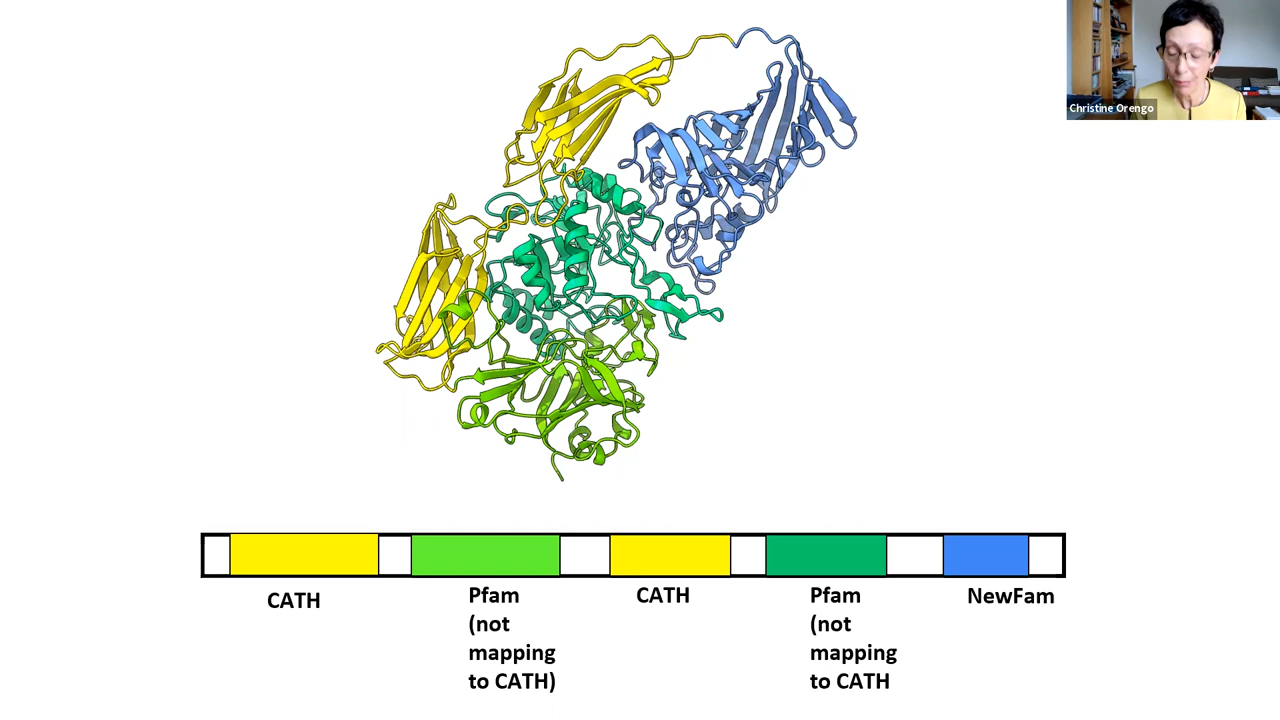 Christine Orengo
CATH
Pfam
(not
mapping
to CATH)
CATH
Pfam
(not
mapping
to CATH
NewFam